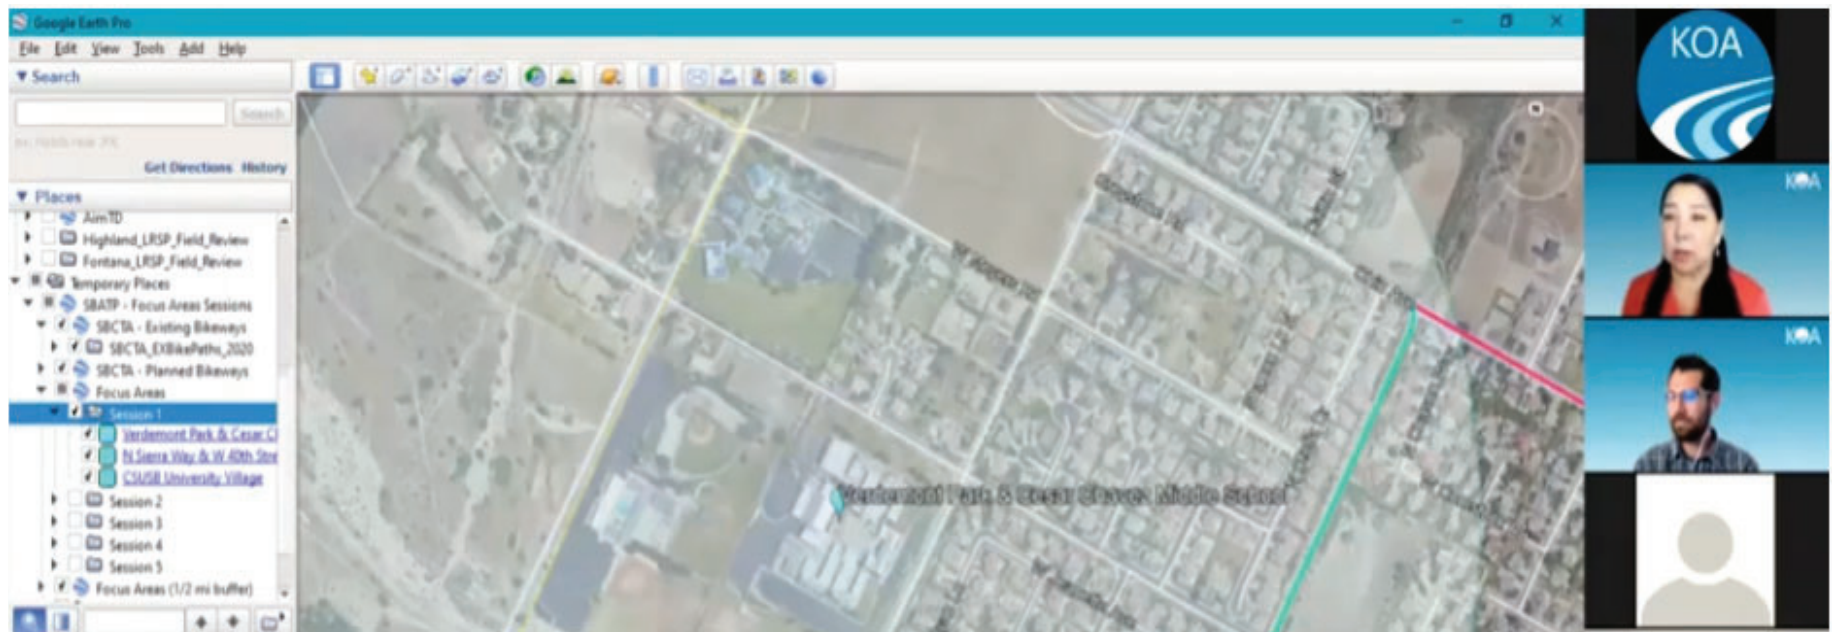 Google Earth Pro
File Edit View Tools Add Help
Search
Search
Get Directions History
Places
AimTD
Highland_LRSP_Field_Review
Fontana_LRSP_Field_Review
Temporary Places
SBATP - Focus Areas Sessions
SBCTA - Existing Bikeways
SBCTA_EXBikePaths_2020
SBCTA - Planned Bikeways
Focus Areas
Session 1
Verdemont Park & Cesar C
N Sierra Way & W 40th Stre
CSUSB University Village
Session 2
Session 3
Session 4
Session 5
Focus Areas (1/2 mi buffer)
Verdemont Park & Cesar Chavez Middle School
KOA
KOA
KOA